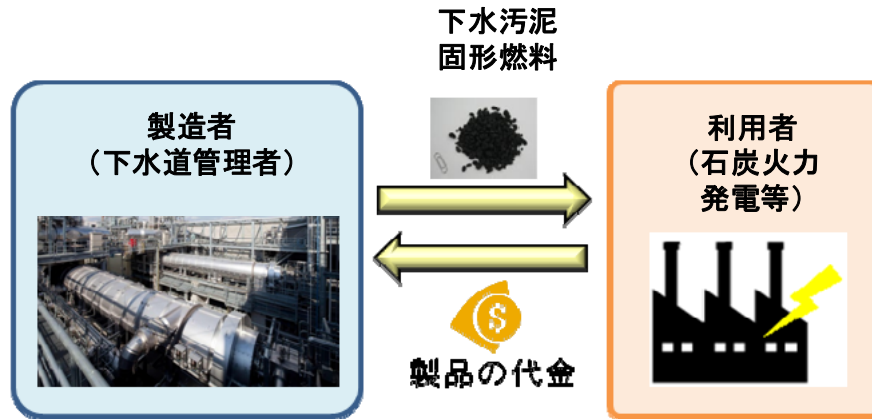 下水汚泥
固形燃料
製造者
（下水道管理者）
利用者
（石炭火力
発電等）
$
製品の代金